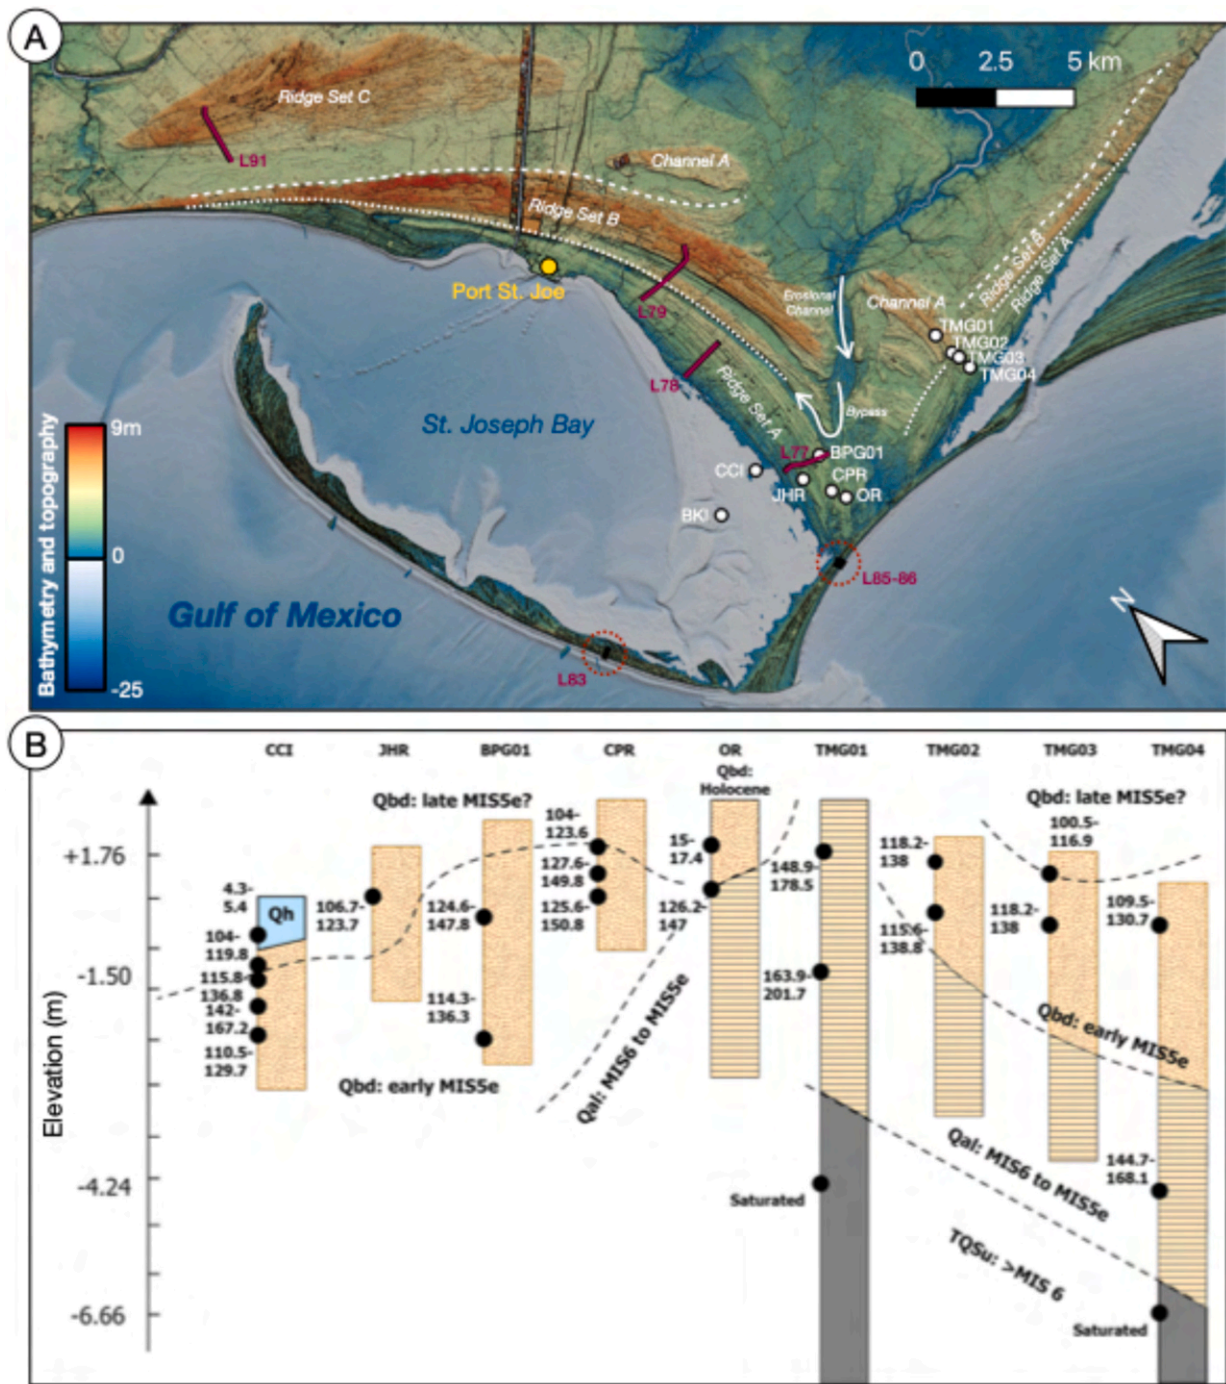 A
0 2.5 5 km
Ridge Set C
L91
Channel A
Ridge Set B
Port St. Joe
L79
Erosional
Channel
Channel A
Ridge Set B
Ridge Set A
TMG01
TMG02
TMG03
TMG04
L78
Ridge Set A
Bypass
St. Joseph Bay
L77
BPG01
CCI
JHR
CPR
OR
BKI
L85-86
Gulf of Mexico
L83
N
Bathymetry and topography
9m
0
-25
B
CCI JHR BPG01 CPR OR TMG01 TMG02 TMG03 TMG04
Qbd:
Holocene
Qbd: late MIS5e?
Qbd: late MIS5e?
Elevation (m)
+1.76
-1.50
-4.24
-6.66
4.3-
5.4
Qh
104-
119.8
115.8-
136.8
142-
167.2
110.5-
129.7
106.7-
123.7
124.6-
147.8
114.3-
136.3
104-
123.6
127.6-
149.8
125.6-
150.8
15-
17.4
126.2-
147
148.9-
178.5
163.9-
201.7
Saturated
118.2-
138
115.6-
138.8
100.5-
116.9
118.2-
138
109.5-
130.7
144.7-
168.1
Saturated
Qbd: early MIS5e
Qal: MIS6 to MIS5e
Qbd: early MIS5e
Qal: MIS6 to MIS5e
TQSu: >MIS 6